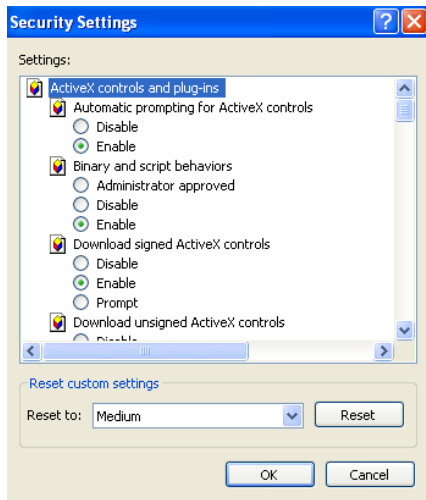 Security Settings
Settings:
ActiveX controls and plug-ins
Automatic prompting for ActiveX controls
Disable
Enable
Binary and script behaviors
Administrator approved
Disable
Enable
Download signed ActiveX controls
Disable
Enable
Prompt
Download unsigned ActiveX controls
Disable
Reset custom settings
Reset to: Medium Reset
OK Cancel